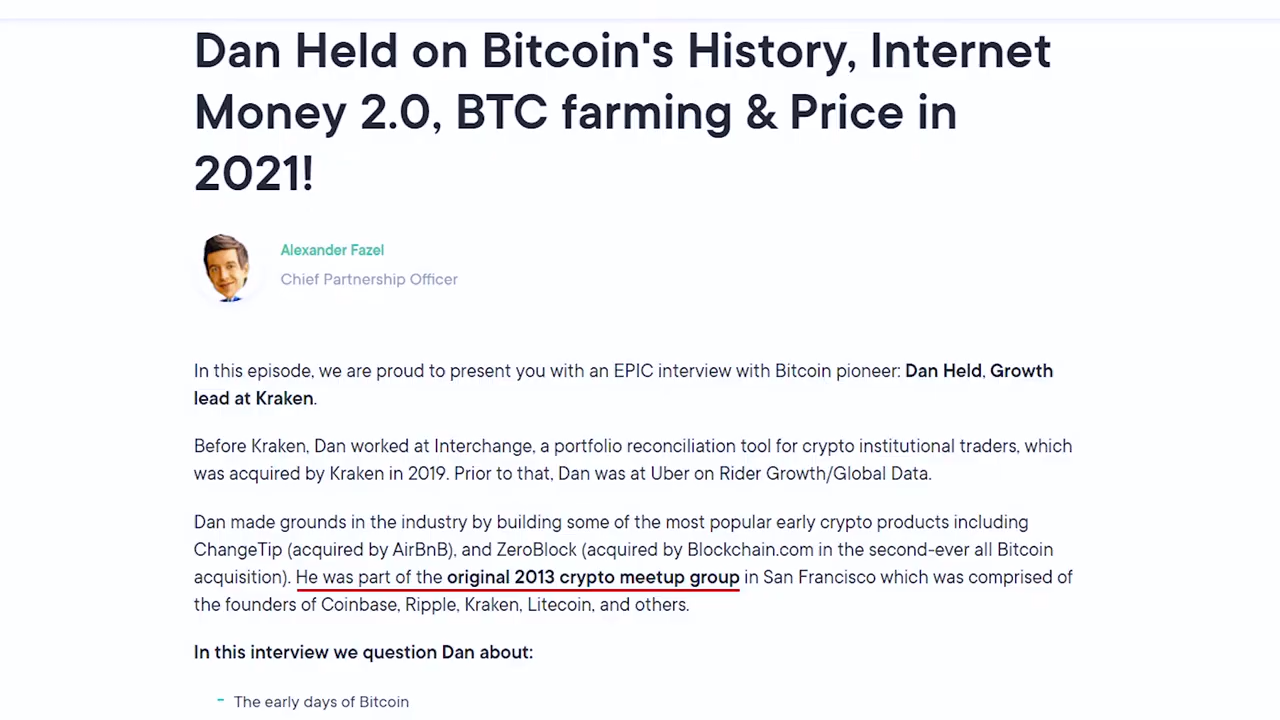 Dan Held on Bitcoin's History, Internet
Money 2.0, BTC farming & Price in
2021!
Alexander Fazel
Chief Partnership Officer
In this episode, we are proud to present you with an EPIC interview with Bitcoin pioneer: Dan Held, Growth
lead at Kraken.
Before Kraken, Dan worked at Interchange, a portfolio reconciliation tool for crypto institutional traders, which
was acquired by Kraken in 2019. Prior to that, Dan was at Uber on Rider Growth/Global Data.
Dan made grounds in the industry by building some of the most popular early crypto products including
ChangeTip (acquired by AirBnB), and ZeroBlock (acquired by Blockchain.com in the second-ever all Bitcoin
acquisition). He was part of the original 2013 crypto meetup group in San Francisco which was comprised of
the founders of Coinbase, Ripple, Kraken, Litecoin, and others.
In this interview we question Dan about:
- The early days of Bitcoin